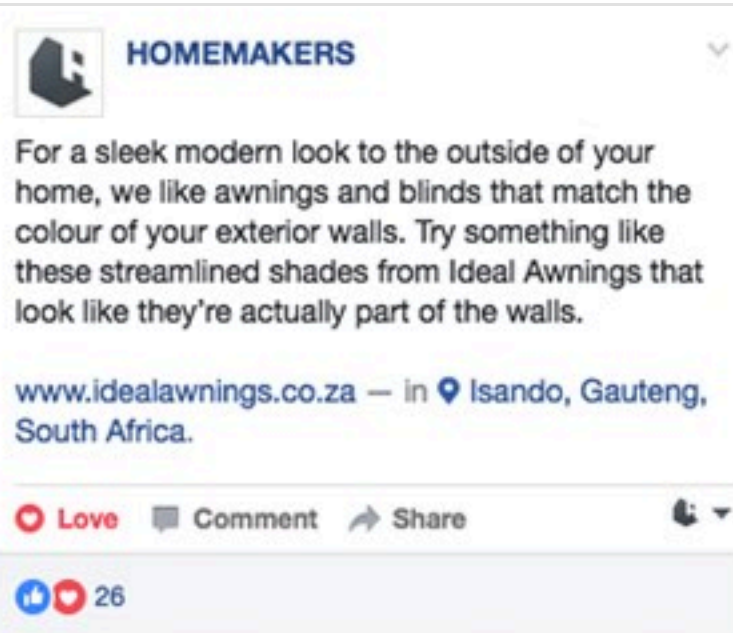 HOMEMAKERS
For a sleek modern look to the outside of your
home, we like awnings and blinds that match the
colour of your exterior walls. Try something like
these streamlined shades from Ideal Awnings that
look like they’re actually part of the walls.
www.idealawnings.co.za — in Isando, Gauteng,
South Africa.
Love Comment Share
26